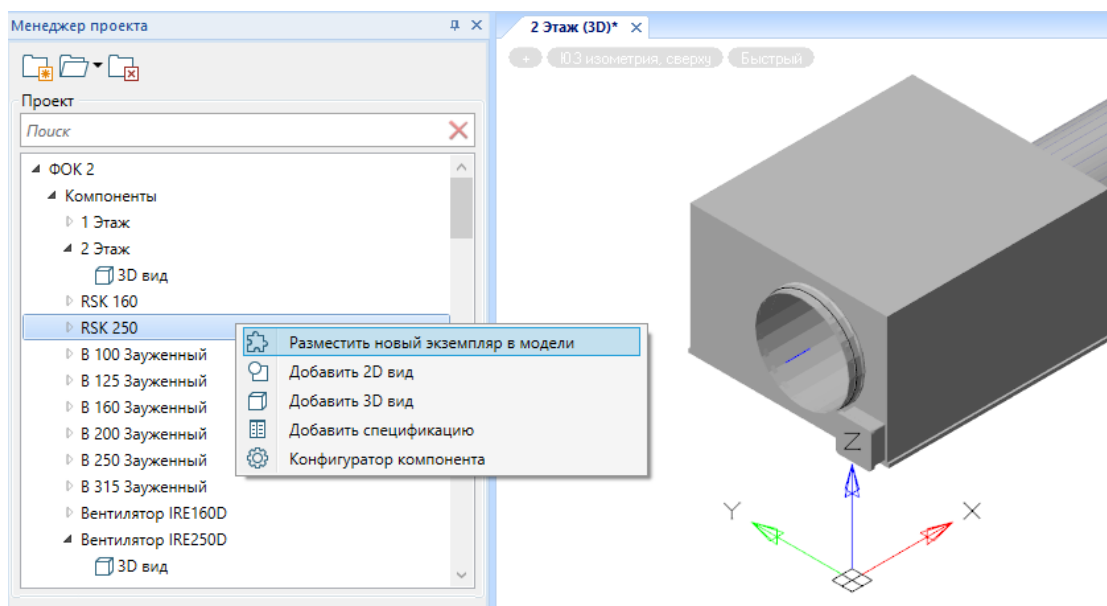 Менеджер проекта
2 Этаж (3D)*
+
ЮЗ изометрия, сверху
Быстрый
Проект
Поиск
ФОК 2
Компоненты
1 Этаж
2 Этаж
3D вид
RSK 160
RSK 250
В 100 Зауженный
В 125 Зауженный
В 160 Зауженный
В 200 Зауженный
В 250 Зауженный
В 315 Зауженный
Вентилятор IRE160D
Вентилятор IRE250D
3D вид
Разместить новый экземпляр в модели
Добавить 2D вид
Добавить 3D вид
Добавить спецификацию
Конфигуратор компонента
Z
Y
X